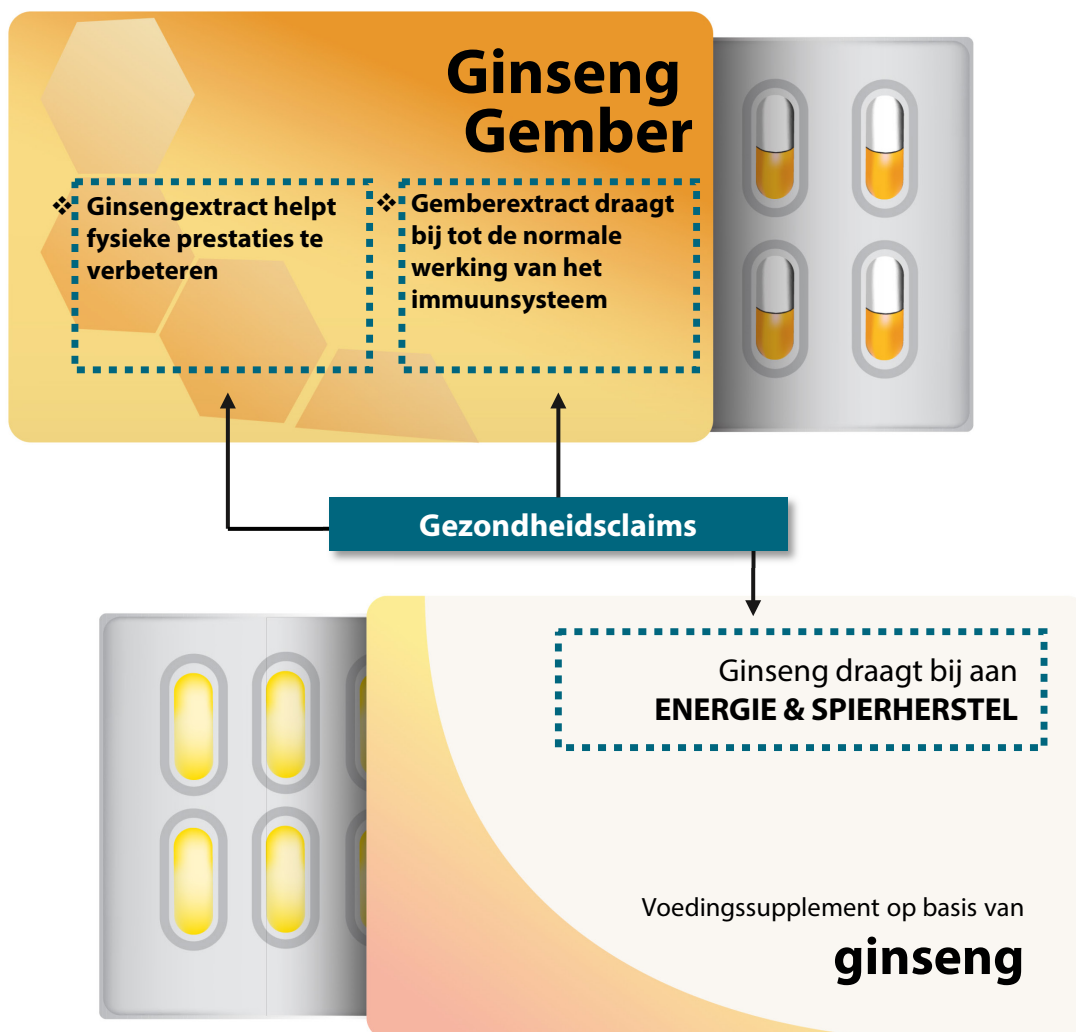 Ginseng
Gember
❖ Ginsengextract helpt
fysieke prestaties te
verbeteren
❖ Gemberextract draagt
bij tot de normale
werking van het
immuunsysteem
Gezondheidsclaims
Ginseng draagt bij aan
ENERGIE & SPIERHERSTEL
Voedingssupplement op basis van
ginseng